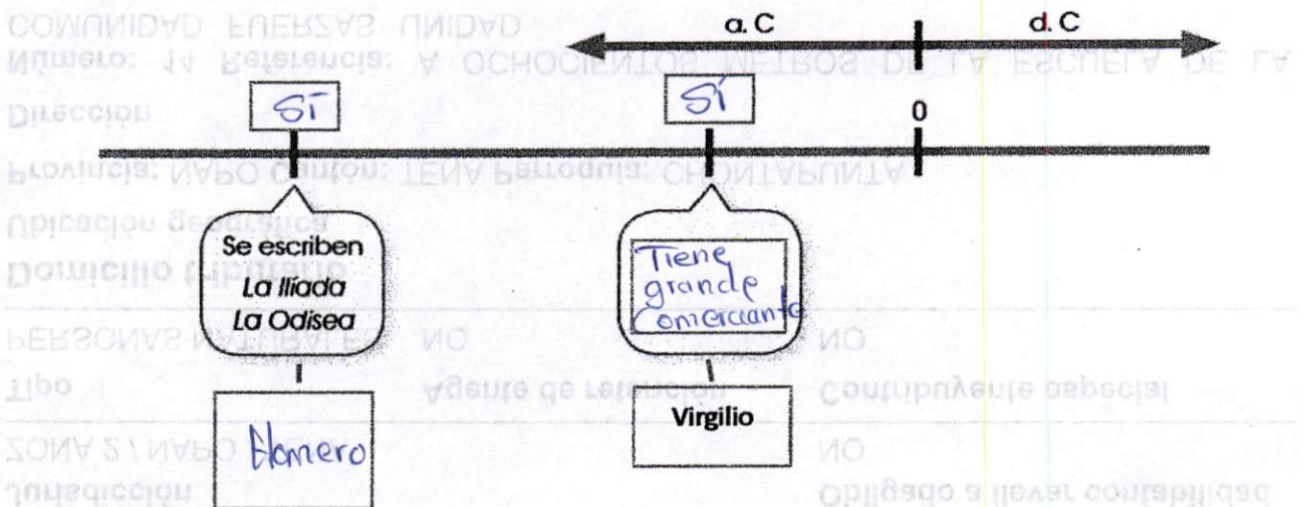 a. C
d. C
SI
SÍ
0
Se escriben
La Ilíada
La Odisea
Tiene
grande
Comerciante
Homero
Virgilio
COMUNIDAD FUERZAS UNIDAD
Número: 14 Referencia: A OCHOCIENTOS METROS DE LA ESCUELA DE LA
Dirección
Provincia: NAPO Cantón: TENA Parroquia: CHONTAPUNTA
Ubicación geográfica
Domicilio tributario
PERSONAS NATURALES NO NO
Tipo Agente de retención Contribuyente especial
ZONA 2 / NAPO NO
Jurisdicción Obligado a llevar contabilidad